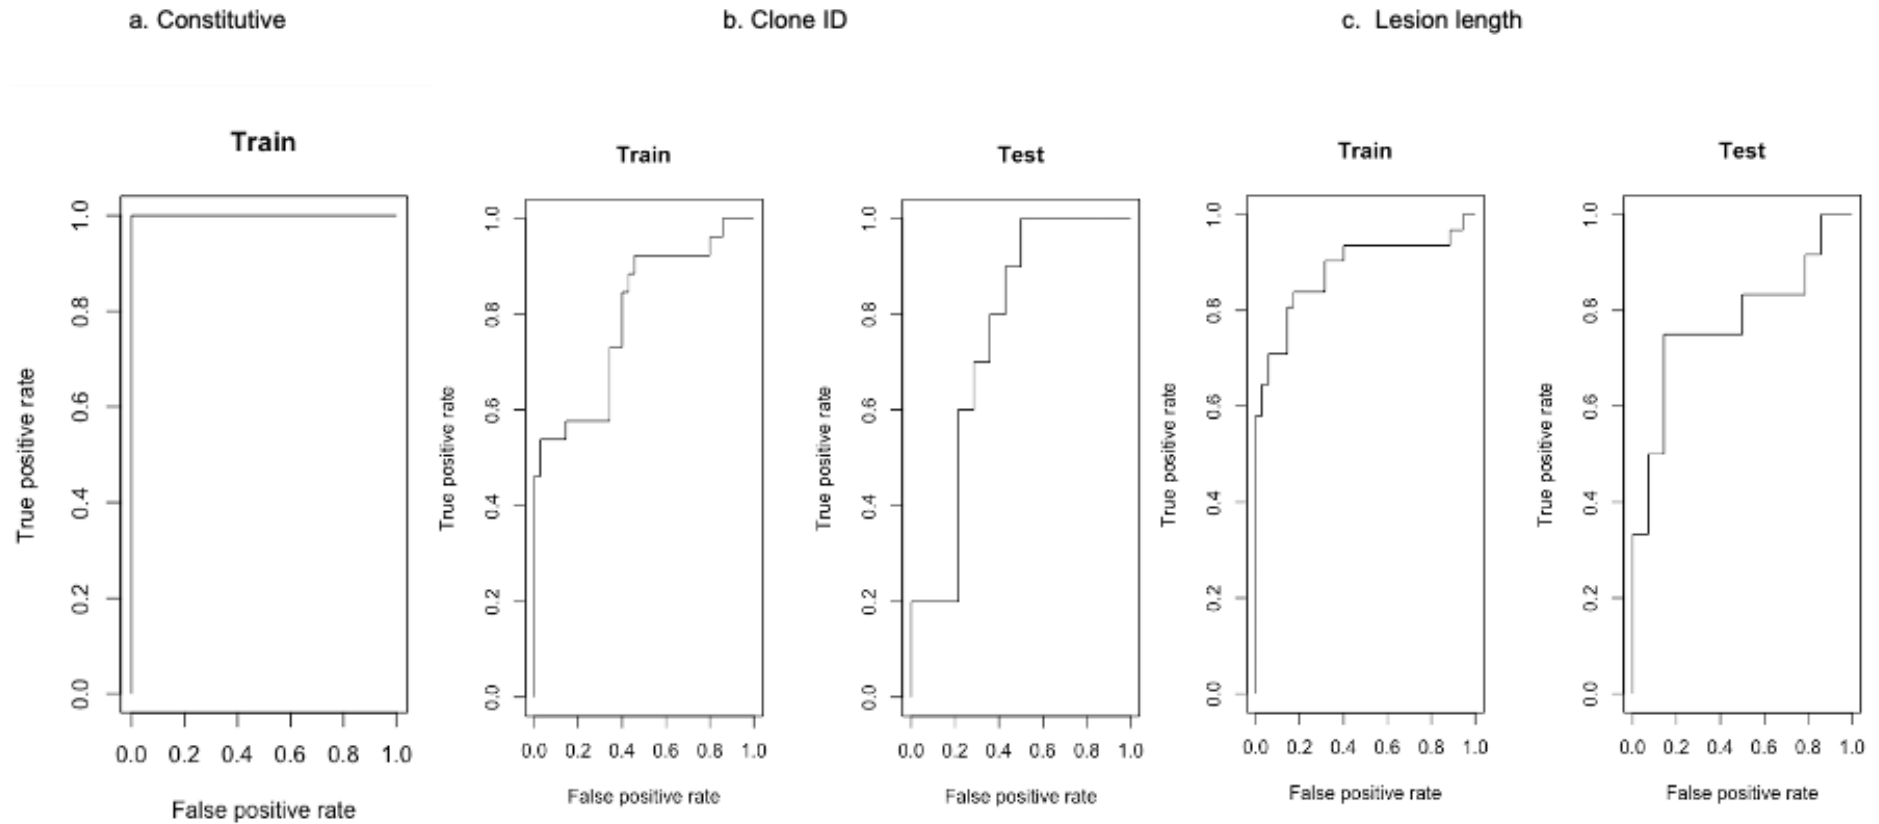 a. Constitutive
b. Clone ID
c. Lesion length
Train
True positive rate
1.0
0.8
0.6
0.4
0.2
0.0
0.0 0.2 0.4 0.6 0.8 1.0
False positive rate
Train
True positive rate
1.0
0.8
0.6
0.4
0.2
0.0
0.0 0.2 0.4 0.6 0.8 1.0
False positive rate
Test
True positive rate
1.0
0.8
0.6
0.4
0.2
0.0
0.0 0.2 0.4 0.6 0.8 1.0
False positive rate
Train
True positive rate
1.0
0.8
0.6
0.4
0.2
0.0
0.0 0.2 0.4 0.6 0.8 1.0
False positive rate
Test
True positive rate
1.0
0.8
0.6
0.4
0.2
0.0
0.0 0.2 0.4 0.6 0.8 1.0
False positive rate